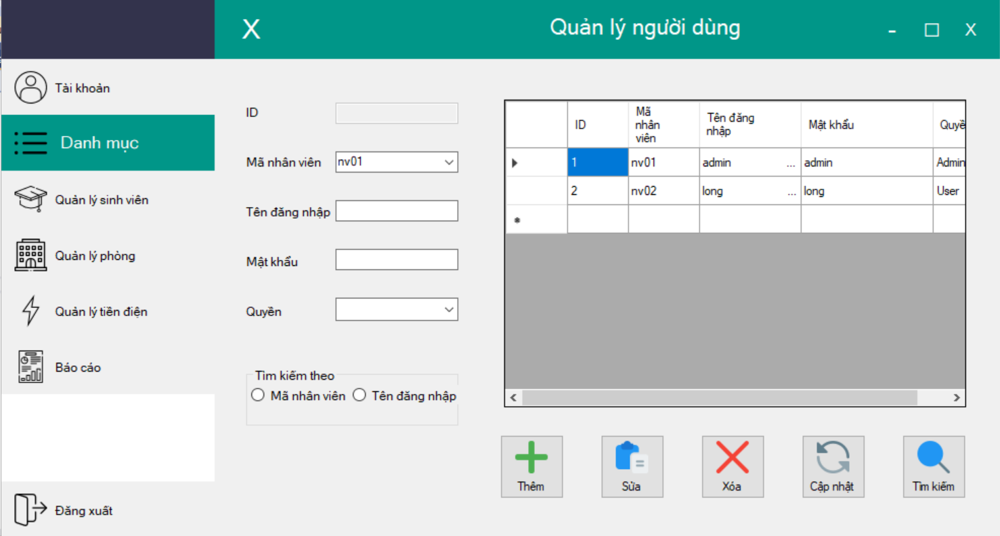 X
Quản lý người dùng
-
X
Tài khoản
Danh mục
Quản lý sinh viên
Quản lý phòng
Quản lý tiền điện
Báo cáo
Đăng xuất
ID
Mã nhân viên
nv01
Tên đăng nhập
Mật khẩu
Quyền
Tìm kiếm theo
Mã nhân viên
Tên đăng nhập
ID
Mã
nhân
viên
Tên đăng
nhập
Mật khẩu
Quyề
1 nv01 admin ... admin Admin
2 nv02 long ... long User
Thêm
Sửa
Xóa
Cập nhật
Tìm kiếm